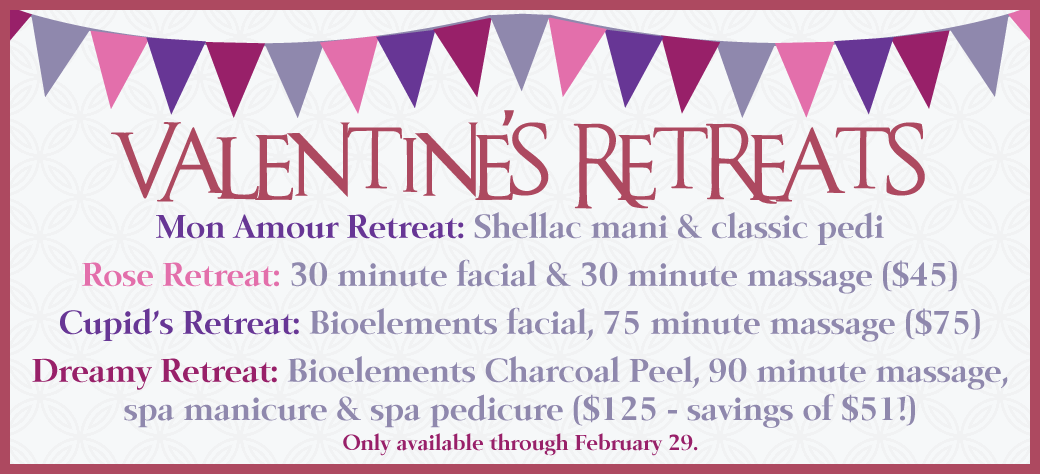 VALENTINE'S RETREATS
Mon Amour Retreat: Shellac mani & classic pedi
Rose Retreat: 30 minute facial & 30 minute massage ($45)
Cupid's Retreat: Bioelements facial, 75 minute massage ($75)
Dreamy Retreat: Bioelements Charcoal Peel, 90 minute massage,
spa manicure & spa pedicure ($125 - savings of $51!)
Only available through February 29.